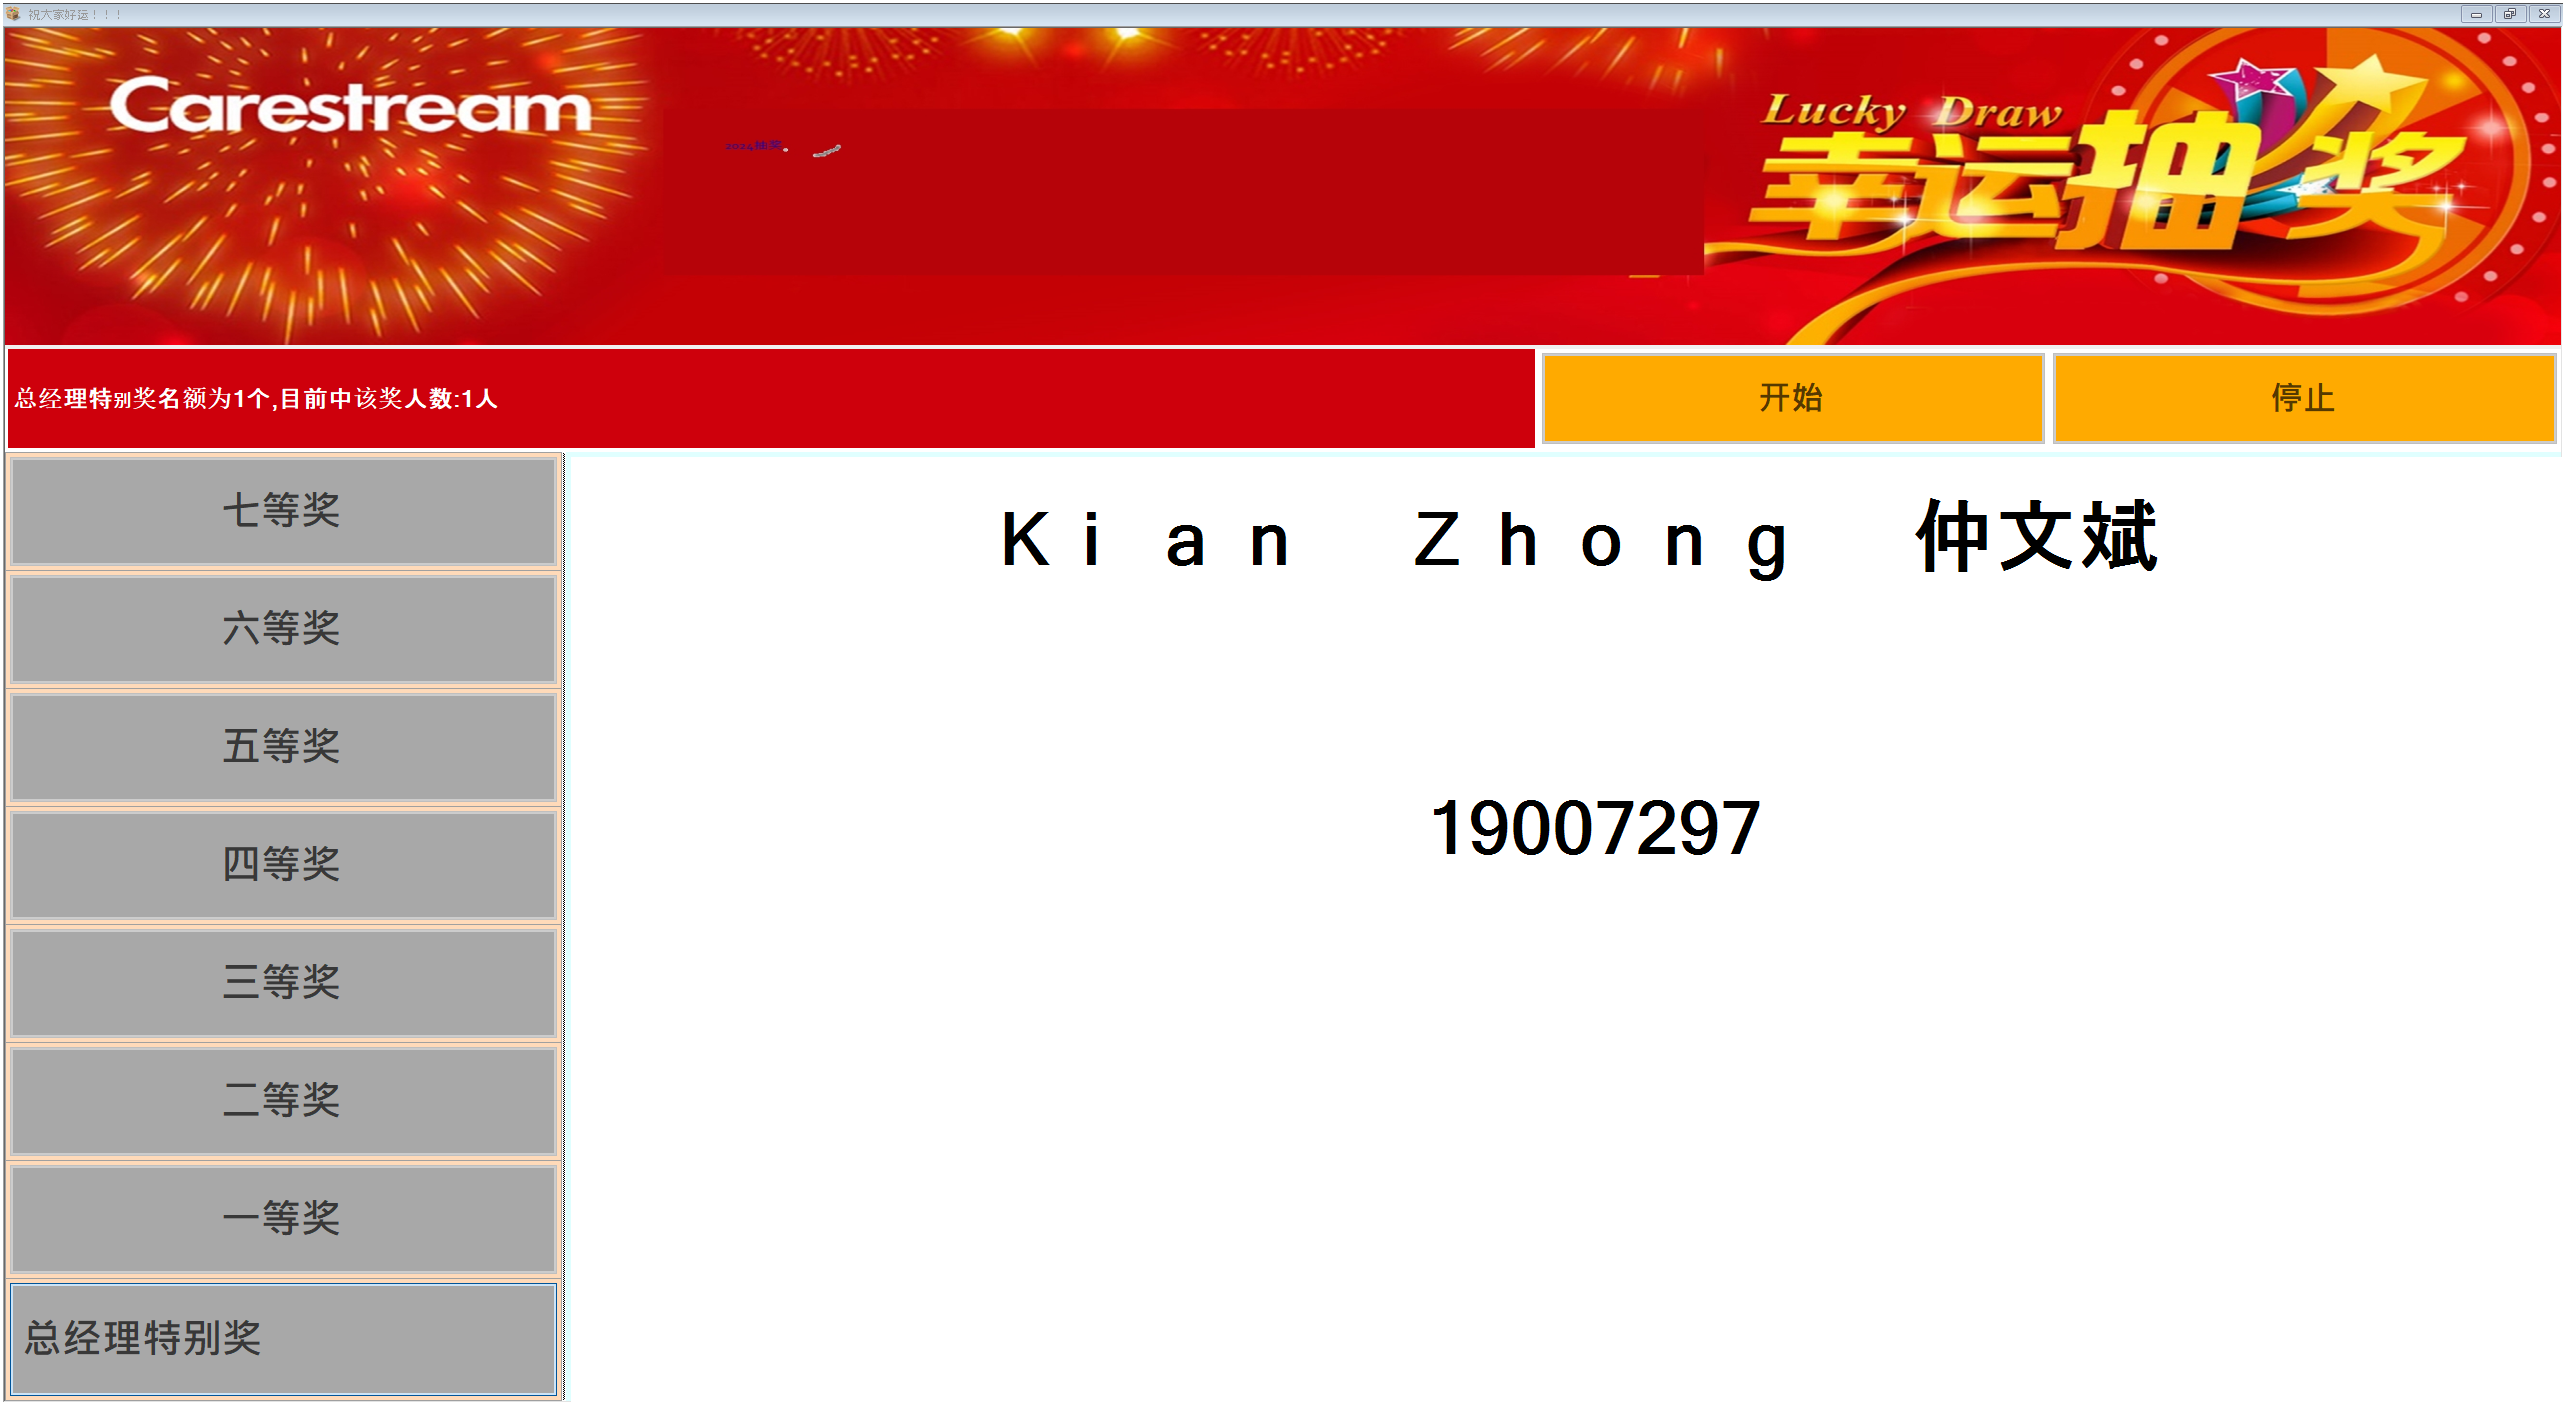 祝大家好运！！！
Carestream
2024抽奖。
Lucky Draw
幸运抽奖
总经理特别奖名额为1个,目前中该奖人数:1人
开始
停止
七等奖
六等奖
五等奖
四等奖
三等奖
二等奖
一等奖
总经理特别奖
Kian Zhong 仲文斌
19007297